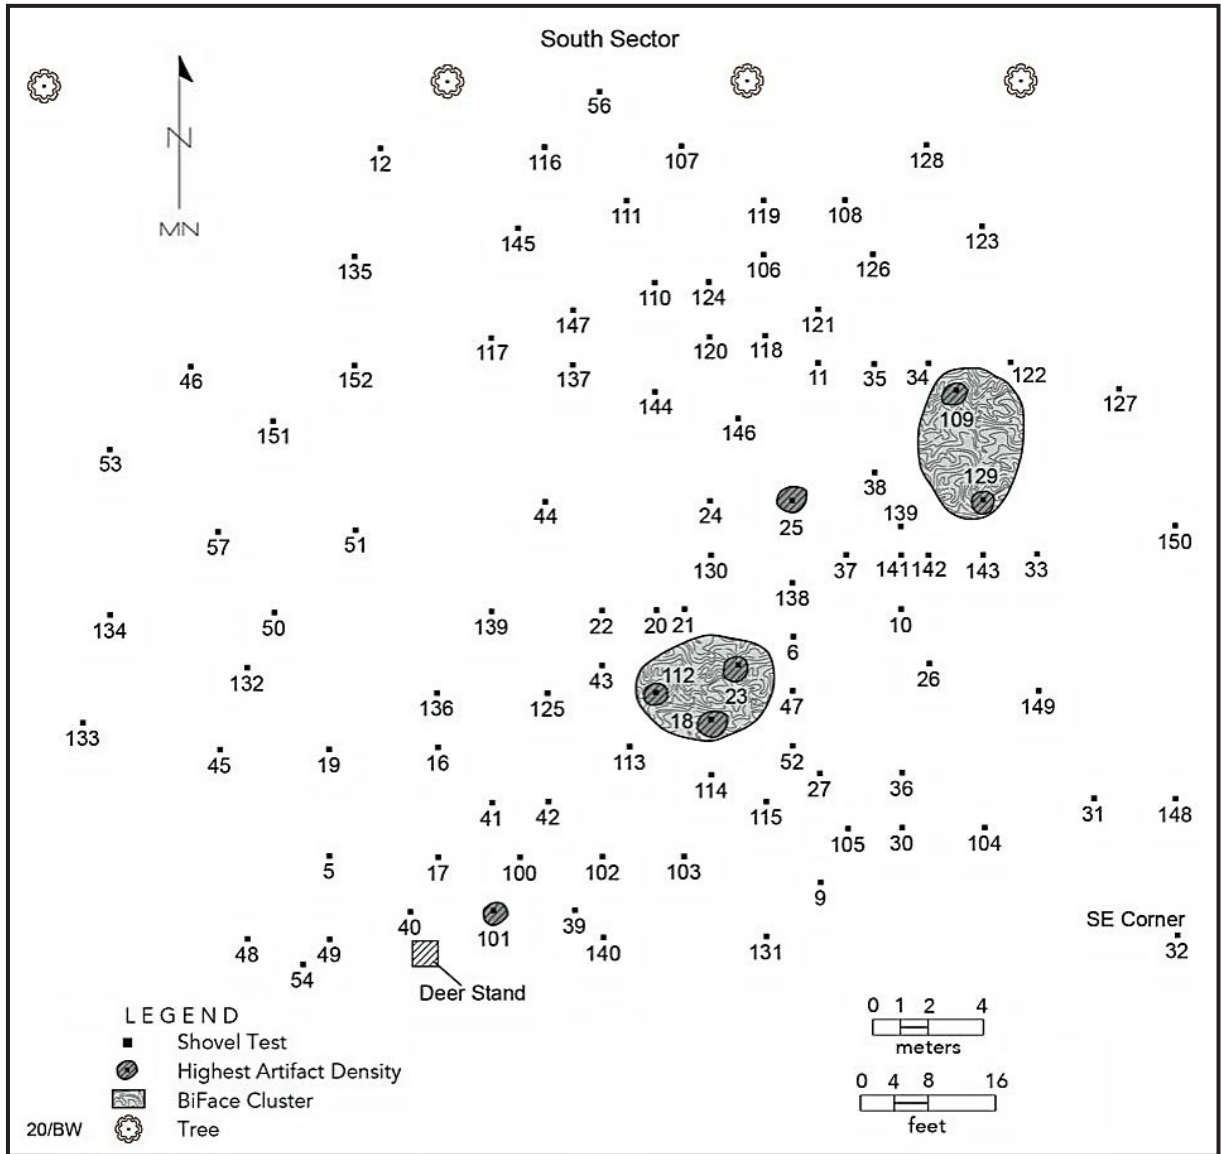 South Sector
56
N
12 116 107 128
MN
111 119 108
145 123
135 106 126
110 124
147 121
117 120 118
46 152 137 11 35 34 122
144 127
151 146 109
53
129
38
44 24 25 139
57 51 150
130 37 141 142 143 33
138
134 50 139 22 20 21 10
6
132 43 112 26
23
136 125 47 149
18
133
45 19 16 113 52
114 27 36
41 42 115 31 148
105 30 104
5 17 100 102 103
9
SE Corner
40 39
101
48 49 140 131 32
54
Deer Stand
LEGEND
Shovel Test
Highest Artifact Density
BiFace Cluster
Tree
20/BW
0 1 2 4
meters
0 4 8 16
feet